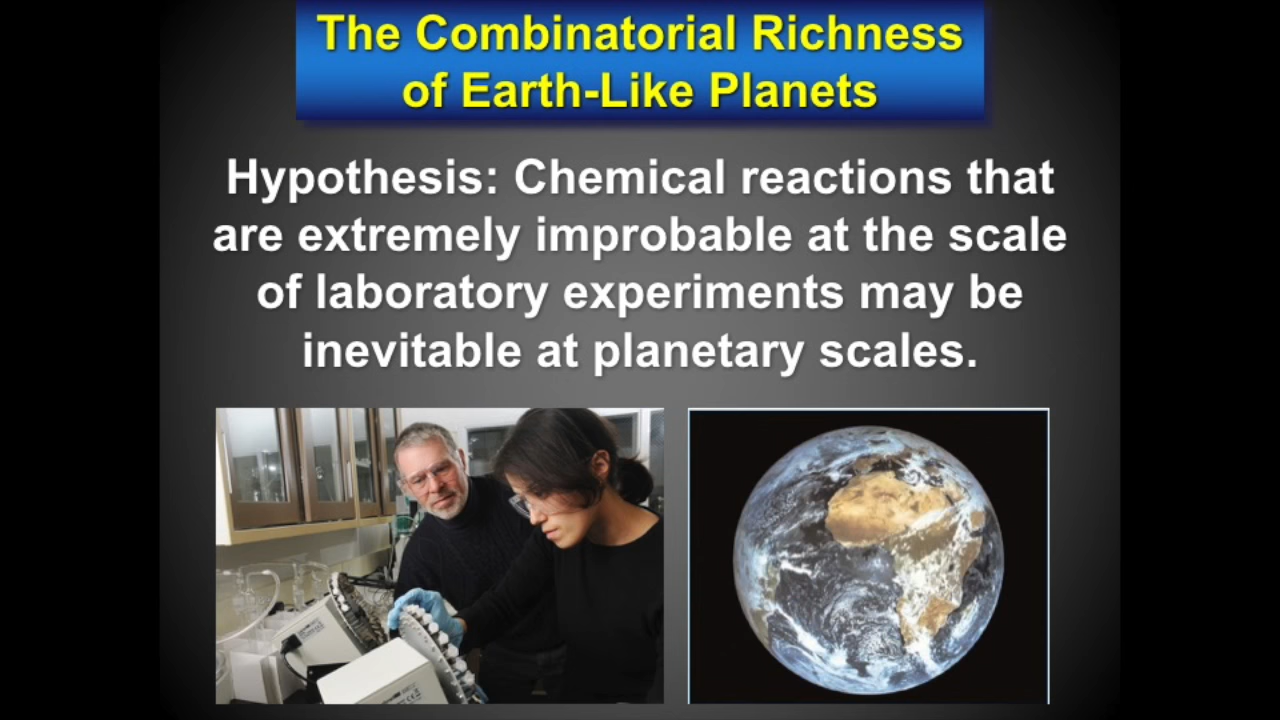 The Combinatorial Richness
of Earth-Like Planets
Hypothesis: Chemical reactions that
are extremely improbable at the scale
of laboratory experiments may be
inevitable at planetary scales.